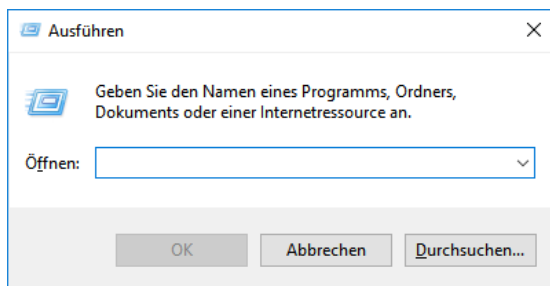 Ausführen
Geben Sie den Namen eines Programms, Ordners,
Dokuments oder einer Internetressource an.
Öffnen:
OK Abbrechen Durchsuchen...